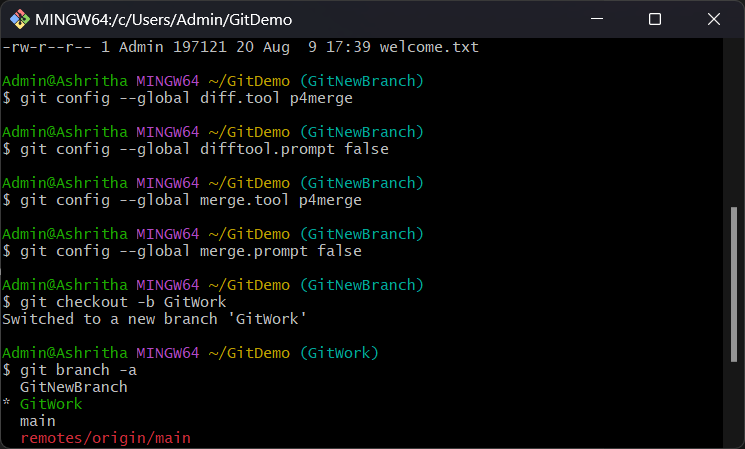 MINGW64:/c/Users/Admin/GitDemo
-rw-r--r-- 1 Admin 197121 20 Aug  9 17:39 welcome.txt
Admin@Ashritha MINGW64 ~/GitDemo (GitNewBranch)
$ git config --global diff.tool p4merge
Admin@Ashritha MINGW64 ~/GitDemo (GitNewBranch)
$ git config --global difftool.prompt false
Admin@Ashritha MINGW64 ~/GitDemo (GitNewBranch)
$ git config --global merge.tool p4merge
Admin@Ashritha MINGW64 ~/GitDemo (GitNewBranch)
$ git config --global merge.prompt false
Admin@Ashritha MINGW64 ~/GitDemo (GitNewBranch)
$ git checkout -b GitWork
Switched to a new branch 'GitWork'
Admin@Ashritha MINGW64 ~/GitDemo (GitWork)
$ git branch -a
  GitNewBranch
* GitWork
  main
  remotes/origin/main